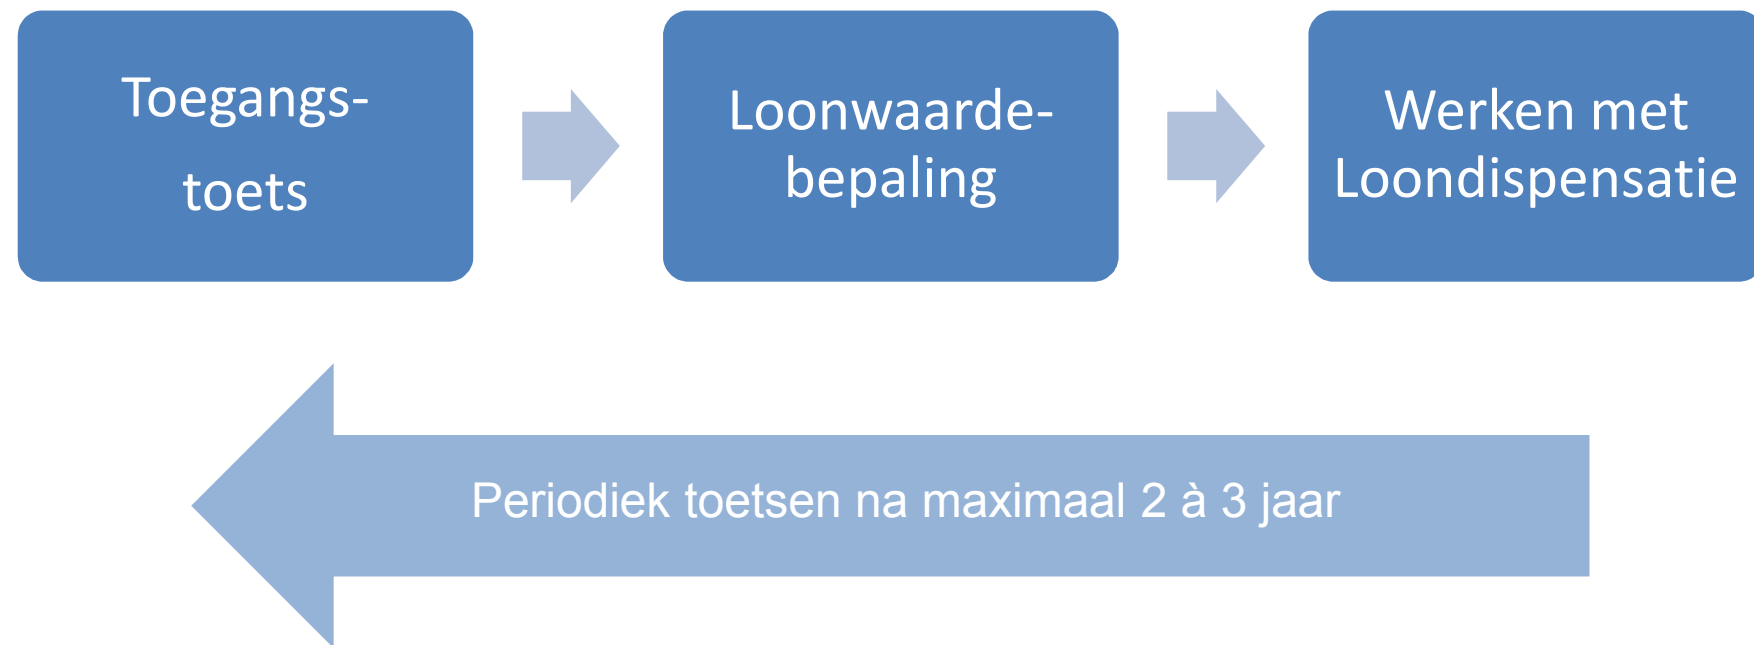 Toegangs-
toets
Loonwaarde-
bepaling
Werken met
Loondispensatie
Periodiek toetsen na maximaal 2 à 3 jaar